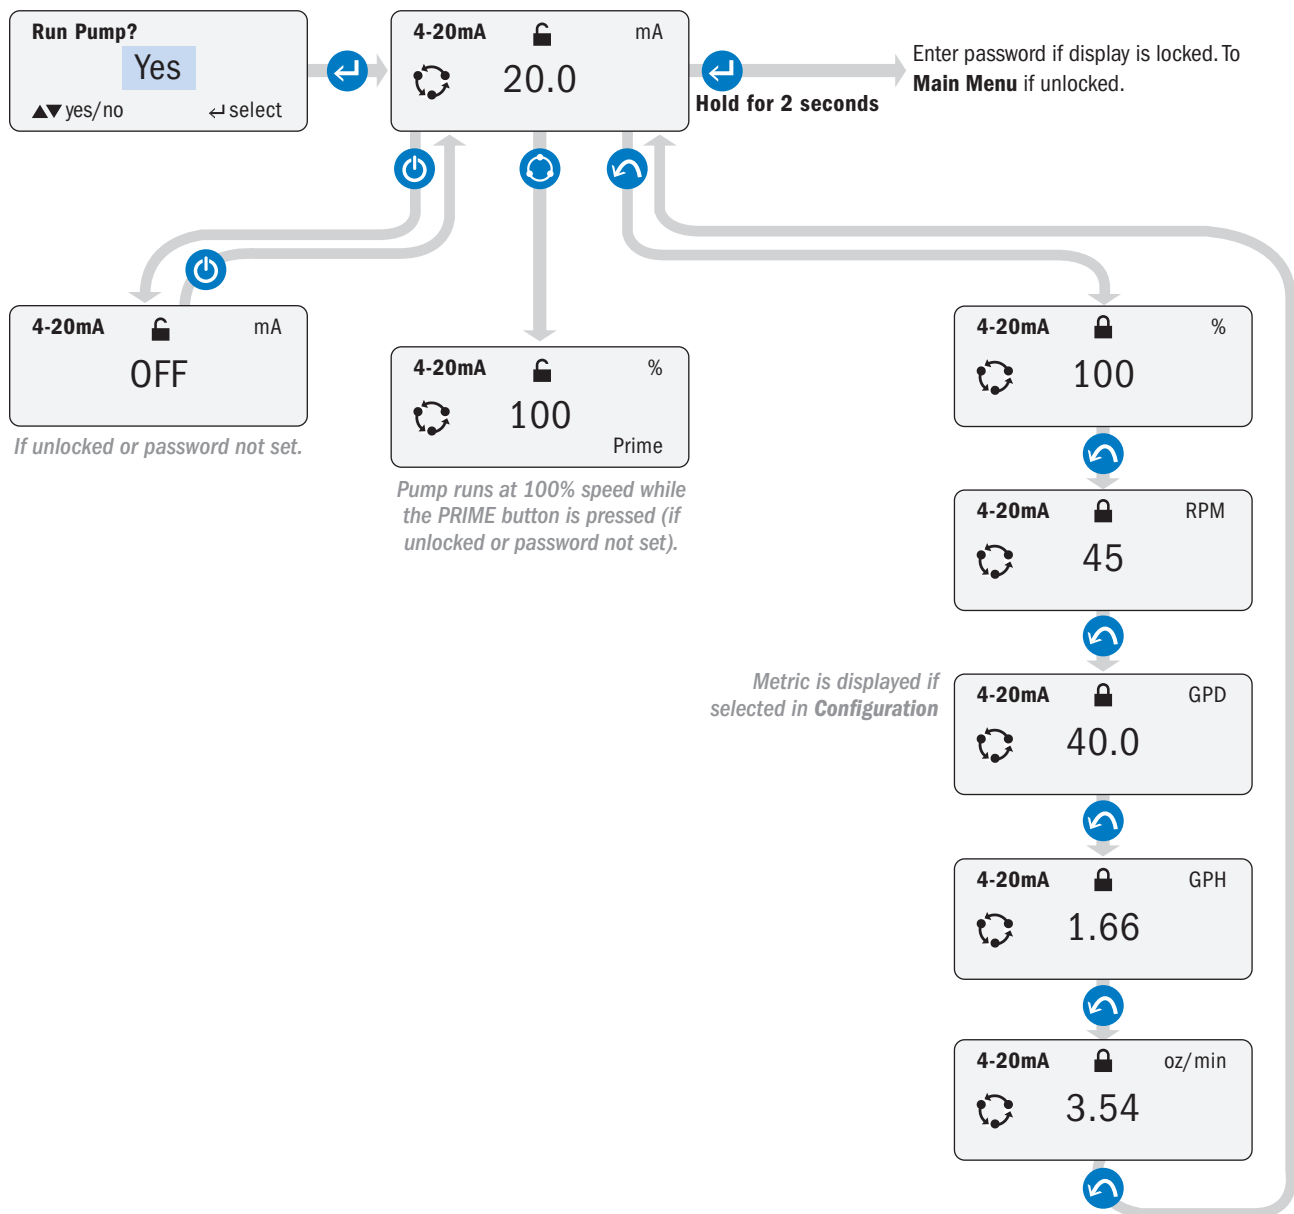 Run Pump?
Yes
▲▼ yes/no ↵ select
4-20mA mA
20.0
Hold for 2 seconds
Enter password if display is locked. To
Main Menu if unlocked.
4-20mA mA
OFF
If unlocked or password not set.
4-20mA %
100
Prime
Pump runs at 100% speed while
the PRIME button is pressed (if
unlocked or password not set).
4-20mA %
100
4-20mA RPM
45
Metric is displayed if
selected in Configuration
4-20mA GPD
40.0
4-20mA GPH
1.66
4-20mA oz/min
3.54